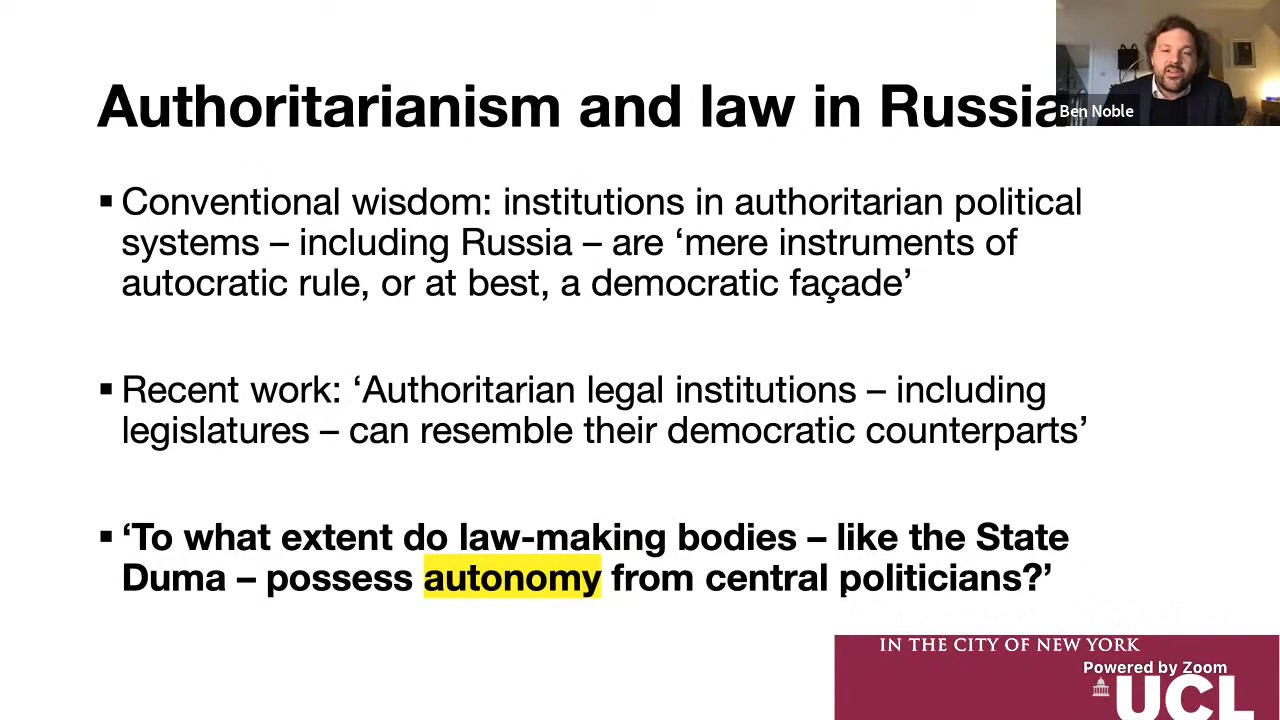 Authoritarianism and law in Russia
Ben Noble
▪ Conventional wisdom: institutions in authoritarian political
systems – including Russia – are ‘mere instruments of
autocratic rule, or at best, a democratic façade’
▪ Recent work: ‘Authoritarian legal institutions – including
legislatures – can resemble their democratic counterparts’
▪ ‘To what extent do law-making bodies – like the State
Duma – possess autonomy from central politicians?’
IN THE CITY OF NEW YORK
Powered by Zoom
UCL